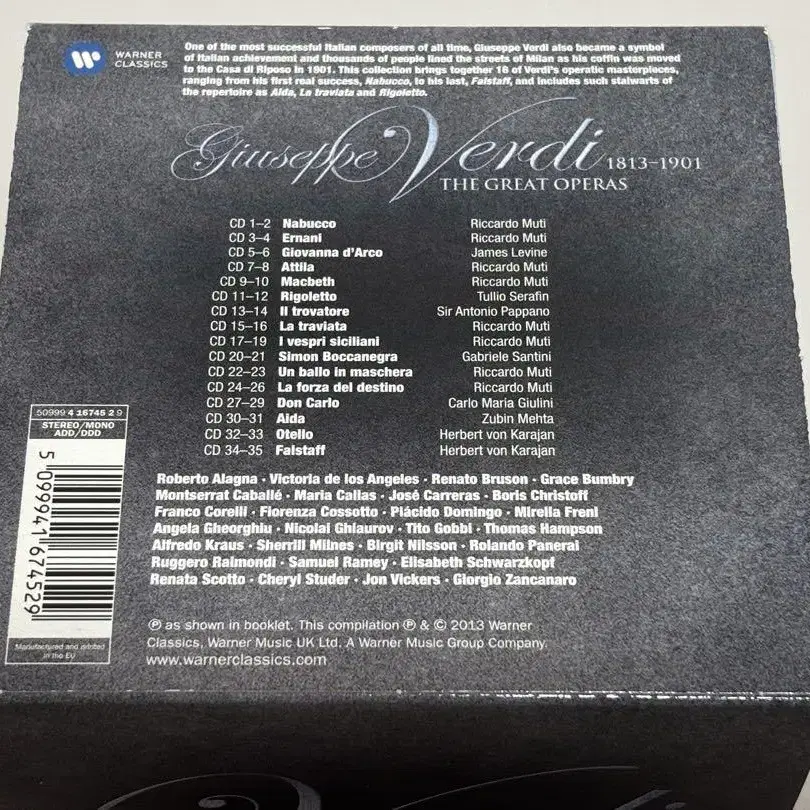 WARNER
CLASSICS
One of the most successful Italian composers of all time, Giuseppe Verdi also became a symbol
of Italian achievement and thousands of people lined the streets of Milan as his coffin was moved
to the Casa di Riposo in 1901. This collection brings together 16 of Verdi's operatic masterpieces,
ranging from his first real success, Nabucco, to his last, Falstaff, and includes such stalwarts of
the repertoire as Aida, La traviata and Rigoletto.
Giuseppe Verdi 1813–1901
THE GREAT OPERAS
CD 1–2 Nabucco Riccardo Muti
CD 3–4 Ernani Riccardo Muti
CD 5–6 Giovanna d'Arco James Levine
CD 7–8 Attila Riccardo Muti
CD 9–10 Macbeth Riccardo Muti
CD 11–12 Rigoletto Tullio Serafin
CD 13–14 Il trovatore Sir Antonio Pappano
CD 15–16 La traviata Riccardo Muti
CD 17–19 I vespri siciliani Riccardo Muti
CD 20–21 Simon Boccanegra Gabriele Santini
CD 22–23 Un ballo in maschera Riccardo Muti
CD 24–26 La forza del destino Riccardo Muti
CD 27–29 Don Carlo Carlo Maria Giulini
CD 30–31 Aida Zubin Mehta
CD 32–33 Otello Herbert von Karajan
CD 34–35 Falstaff Herbert von Karajan
50999 4 16745 2 9
STEREO/MONO
ADD/DDD
5 099941 674529
Manufactured and printed
in the EU
Roberto Alagna · Victoria de los Angeles · Renato Bruson · Grace Bumbry
Montserrat Caballé · Maria Callas · José Carreras · Boris Christoff
Franco Corelli · Fiorenza Cossotto · Plácido Domingo · Mirella Freni
Angela Gheorghiu · Nicolai Ghiaurov · Tito Gobbi · Thomas Hampson
Alfredo Kraus · Sherrill Milnes · Birgit Nilsson · Rolando Panerai
Ruggero Raimondi · Samuel Ramey · Elisabeth Schwarzkopf
Renata Scotto · Cheryl Studer · Jon Vickers · Giorgio Zancanaro
℗ as shown in booklet. This compilation ℗ & © 2013 Warner
Classics, Warner Music UK Ltd. A Warner Music Group Company.
www.warnerclassics.com